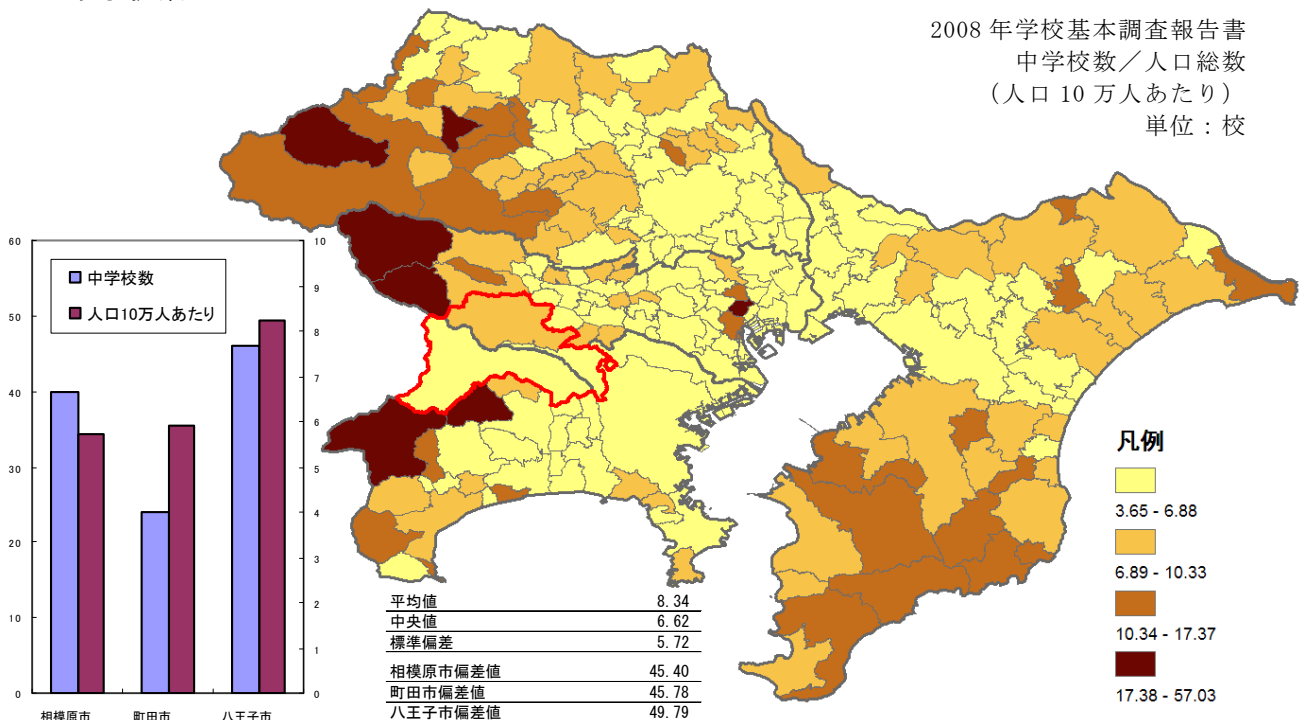 2008 年学校基本調査報告書
中学校数／人口総数
（人口 10 万人あたり）
単位：校
中学校数
人口10万人あたり
60
50
40
30
20
10
0
10
9
8
7
6
5
4
3
2
1
0
相模原市 町田市 八王子市
平均値 8.34
中央値 6.62
標準偏差 5.72
相模原市偏差値 45.40
町田市偏差値 45.78
八王子市偏差値 49.79
凡例
3.65 - 6.88
6.89 - 10.33
10.34 - 17.37
17.38 - 57.03